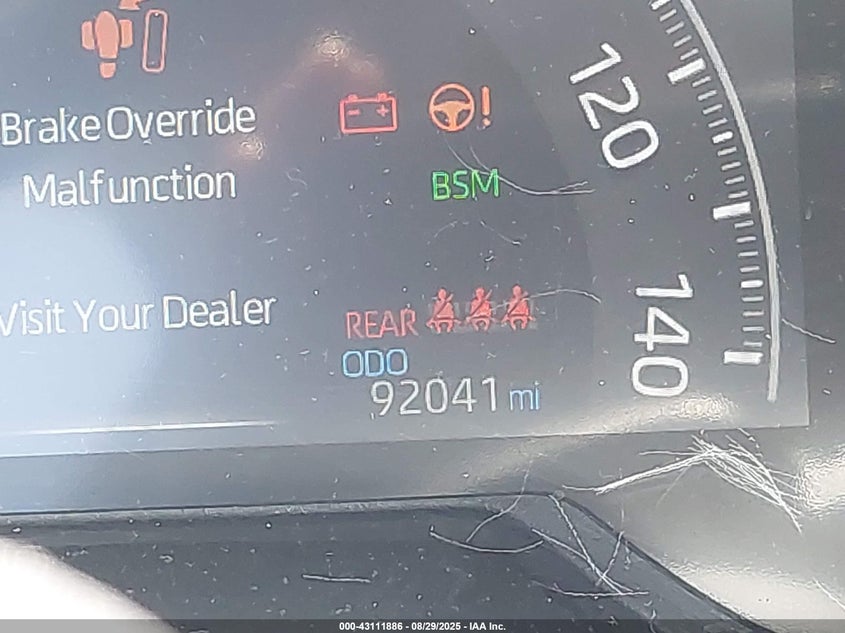 120
Brake Override
Malfunction
BSM
Visit Your Dealer
REAR
140
ODO
92041 mi
000-43111886 - 08/29/2025 - IAA Inc.